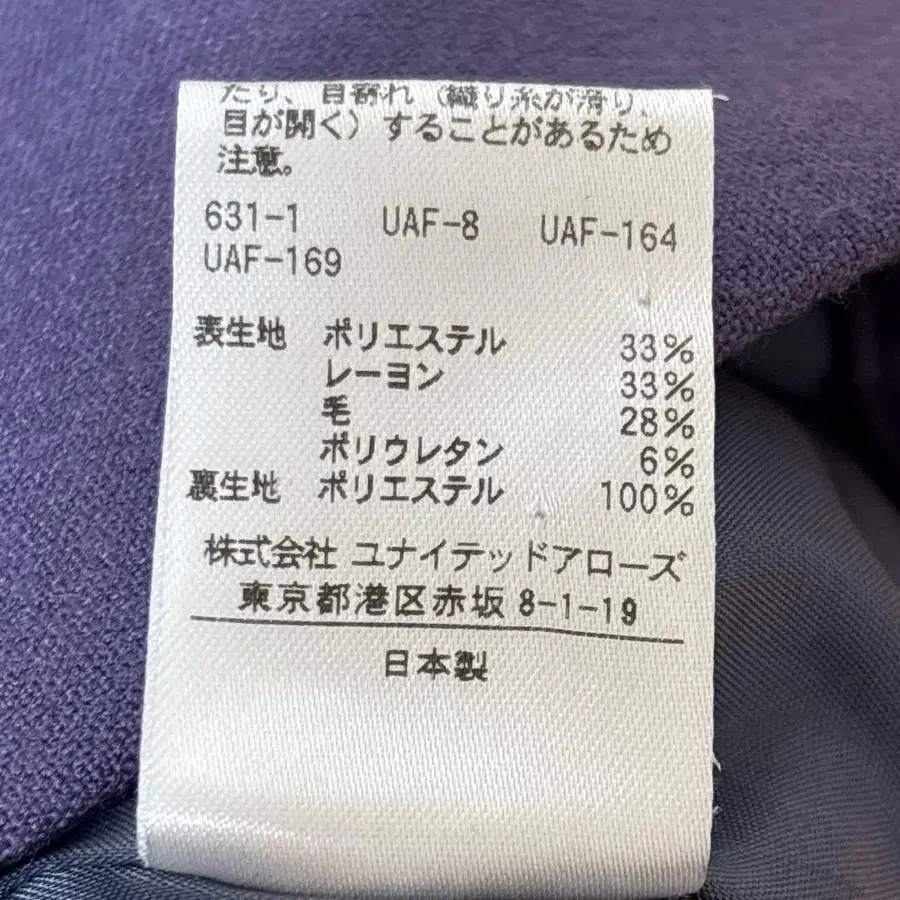 たり、目寄れ（織り糸が滑り、
目が開く）することがあるため
注意。
631-1 UAF-8 UAF-164
UAF-169
表生地 ポリエステル 33%
レーヨン 33%
毛 28%
ポリウレタン 6%
裏生地 ポリエステル 100%
株式会社 ユナイテッドアローズ
東京都港区赤坂 8-1-19
日本製